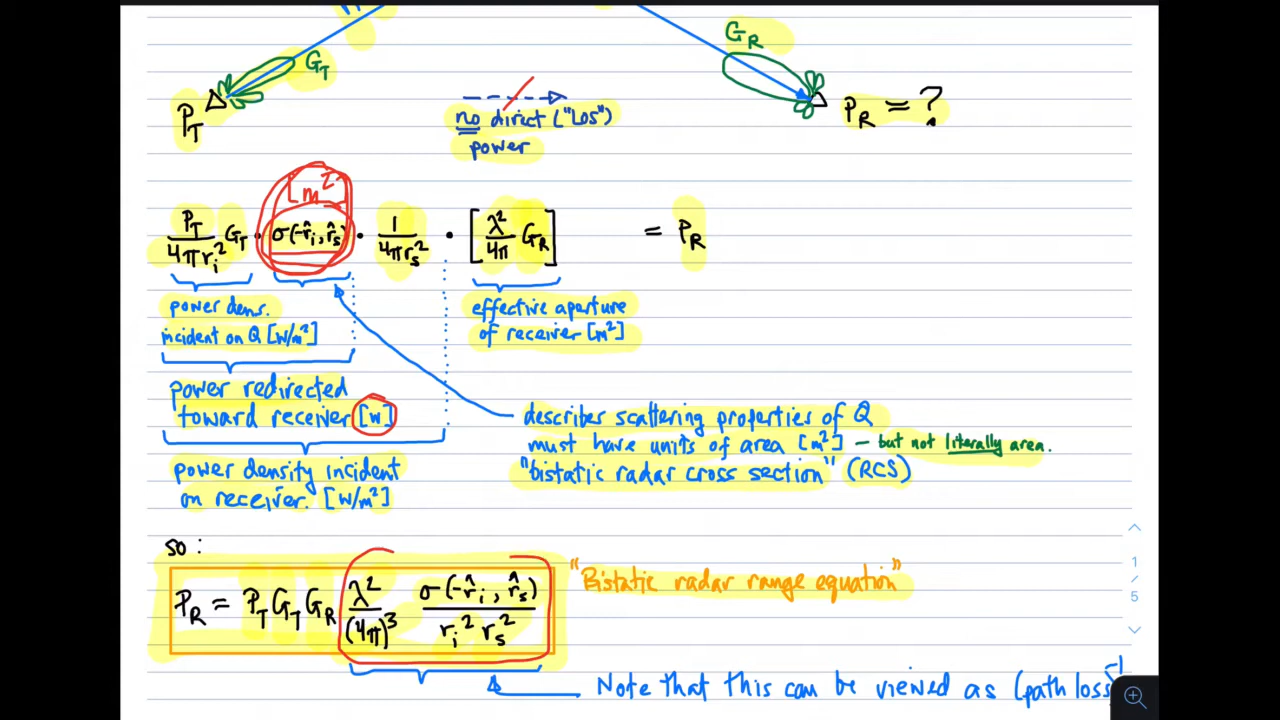 G_T
G_R
P_T
no direct ("LOS")
power
P_R = ?
[m²]
P_T/(4πr_i²) G_T · σ(-r̂_i, r̂_s) · 1/(4πr_s²) · [λ²/(4π) G_R] = P_R
power dens.
incident on Q [W/m²]
effective aperture
of receiver [m²]
power redirected
toward receiver [W]
describes scattering properties of Q
must have units of area [m²] – but not literally area.
"bistatic radar cross section" (RCS)
power density incident
on receiver. [W/m²]
so:
P_R = P_T G_T G_R λ²/(4π)³ σ(-r̂_i, r̂_s)/(r_i² r_s²)
"Bistatic radar range equation"
1
/
5
Note that this can be viewed as (path loss)⁻¹